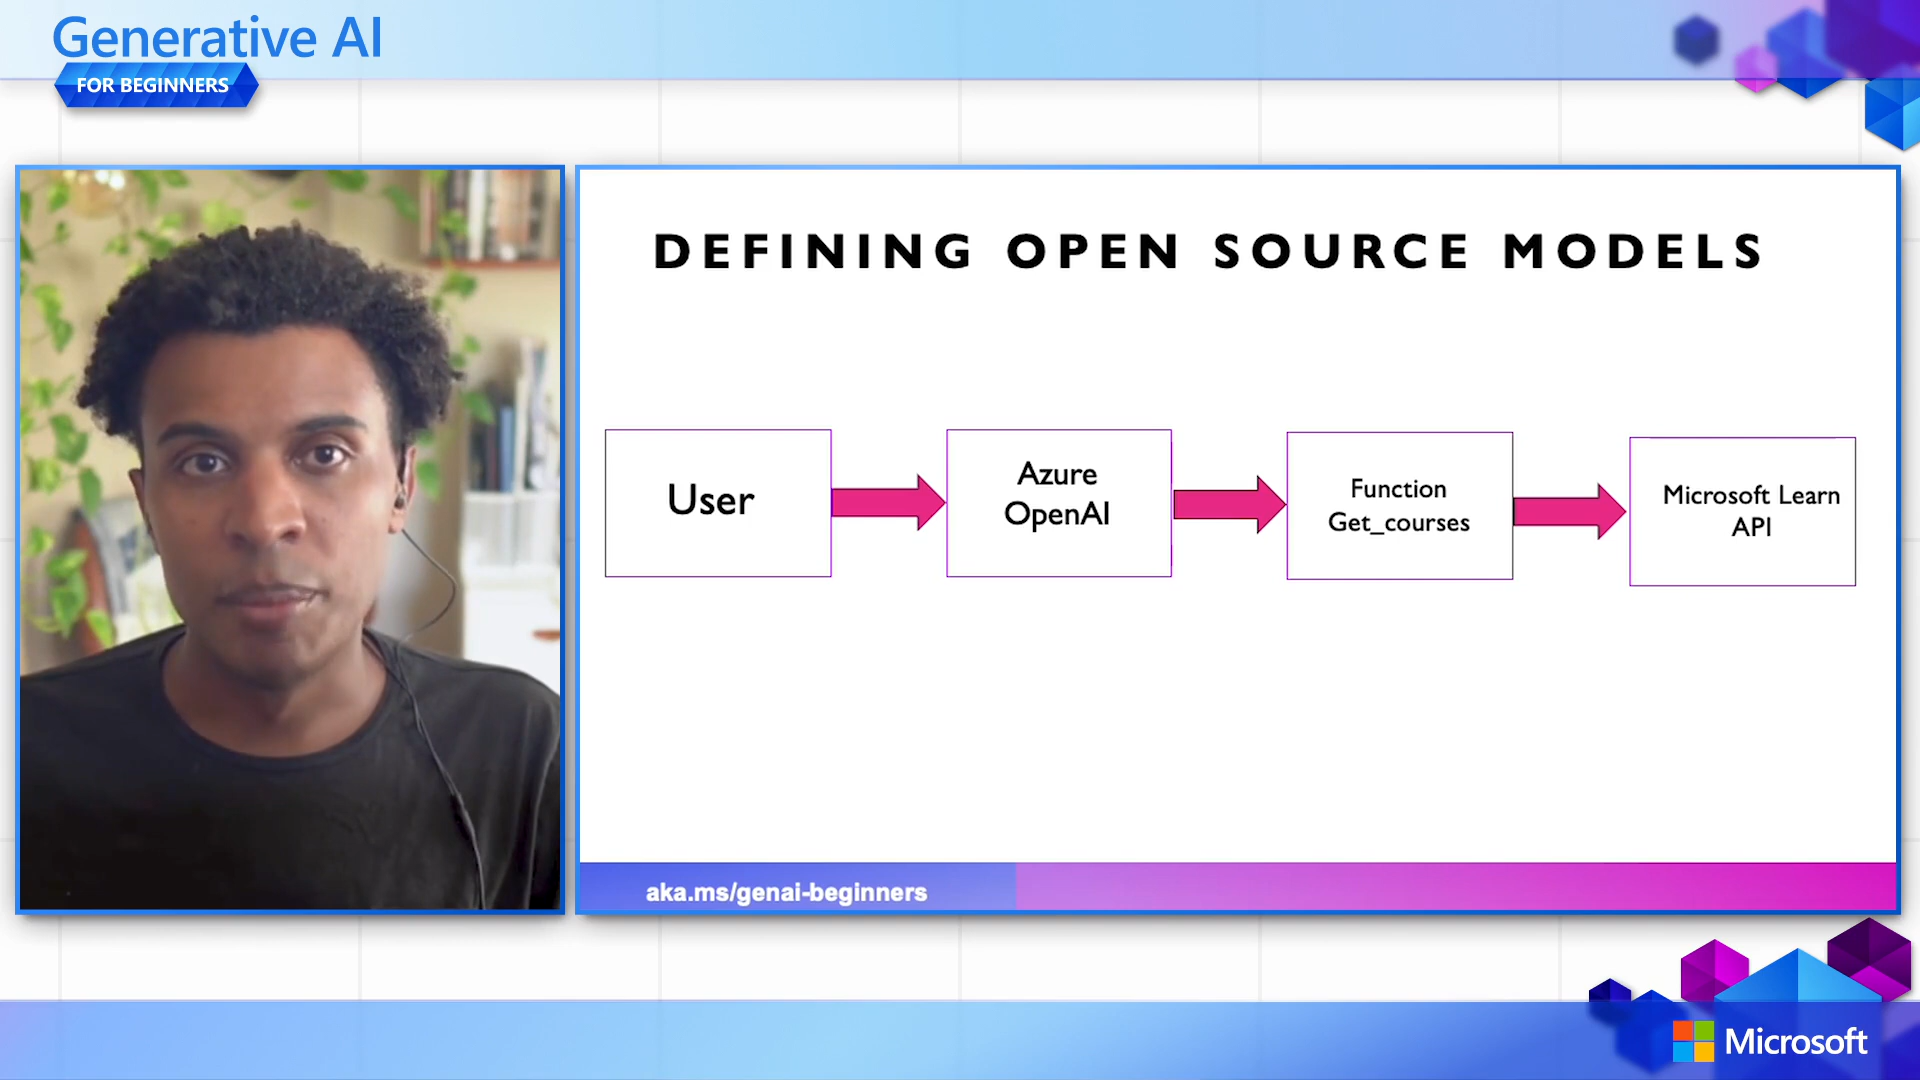 Generative AI
FOR BEGINNERS
DEFINING OPEN SOURCE MODELS
User
Azure
OpenAI
Function
Get_courses
Microsoft Learn
API
aka.ms/genai-beginners
Microsoft